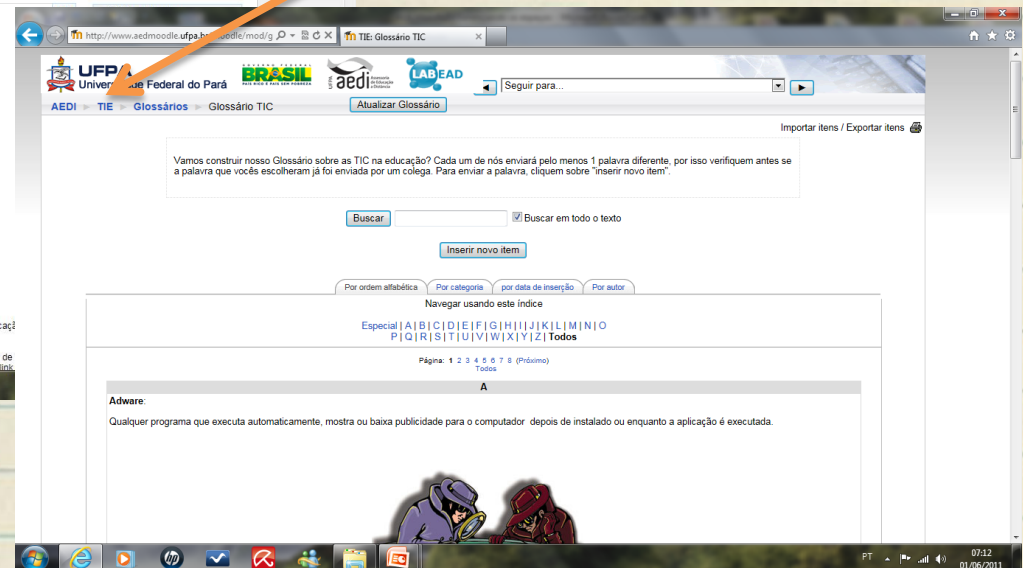 http://www.aedmoodle.ufpa.b
TIE: Glossário TIC
UFPA
Universidade Federal do Pará
BRASIL
aedi
LABEAD
Seguir para...
AEDI ► TIE ► Glossários ► Glossário TIC
Atualizar Glossário
Importar itens / Exportar itens
Vamos construir nosso Glossário sobre as TIC na educação? Cada um de nós enviará pelo menos 1 palavra diferente, por isso verifiquem antes se
a palavra que vocês escolheram já foi enviada por um colega. Para enviar a palavra, cliquem sobre "inserir novo item".
Buscar
Buscar em todo o texto
Inserir novo item
Por ordem alfabética
Por categoria
por data de inserção
Por autor
Navegar usando este índice
Especial | A | B | C | D | E | F | G | H | I | J | K | L | M | N | O
P | Q | R | S | T | U | V | W | X | Y | Z | Todos
Página: 1 2 3 4 5 6 7 8 (Próximo)
Todos
A
Adware:
Qualquer programa que executa automaticamente, mostra ou baixa publicidade para o computador depois de instalado ou enquanto a aplicação é executada.
de
link
hp
PT
07:12
01/06/2011